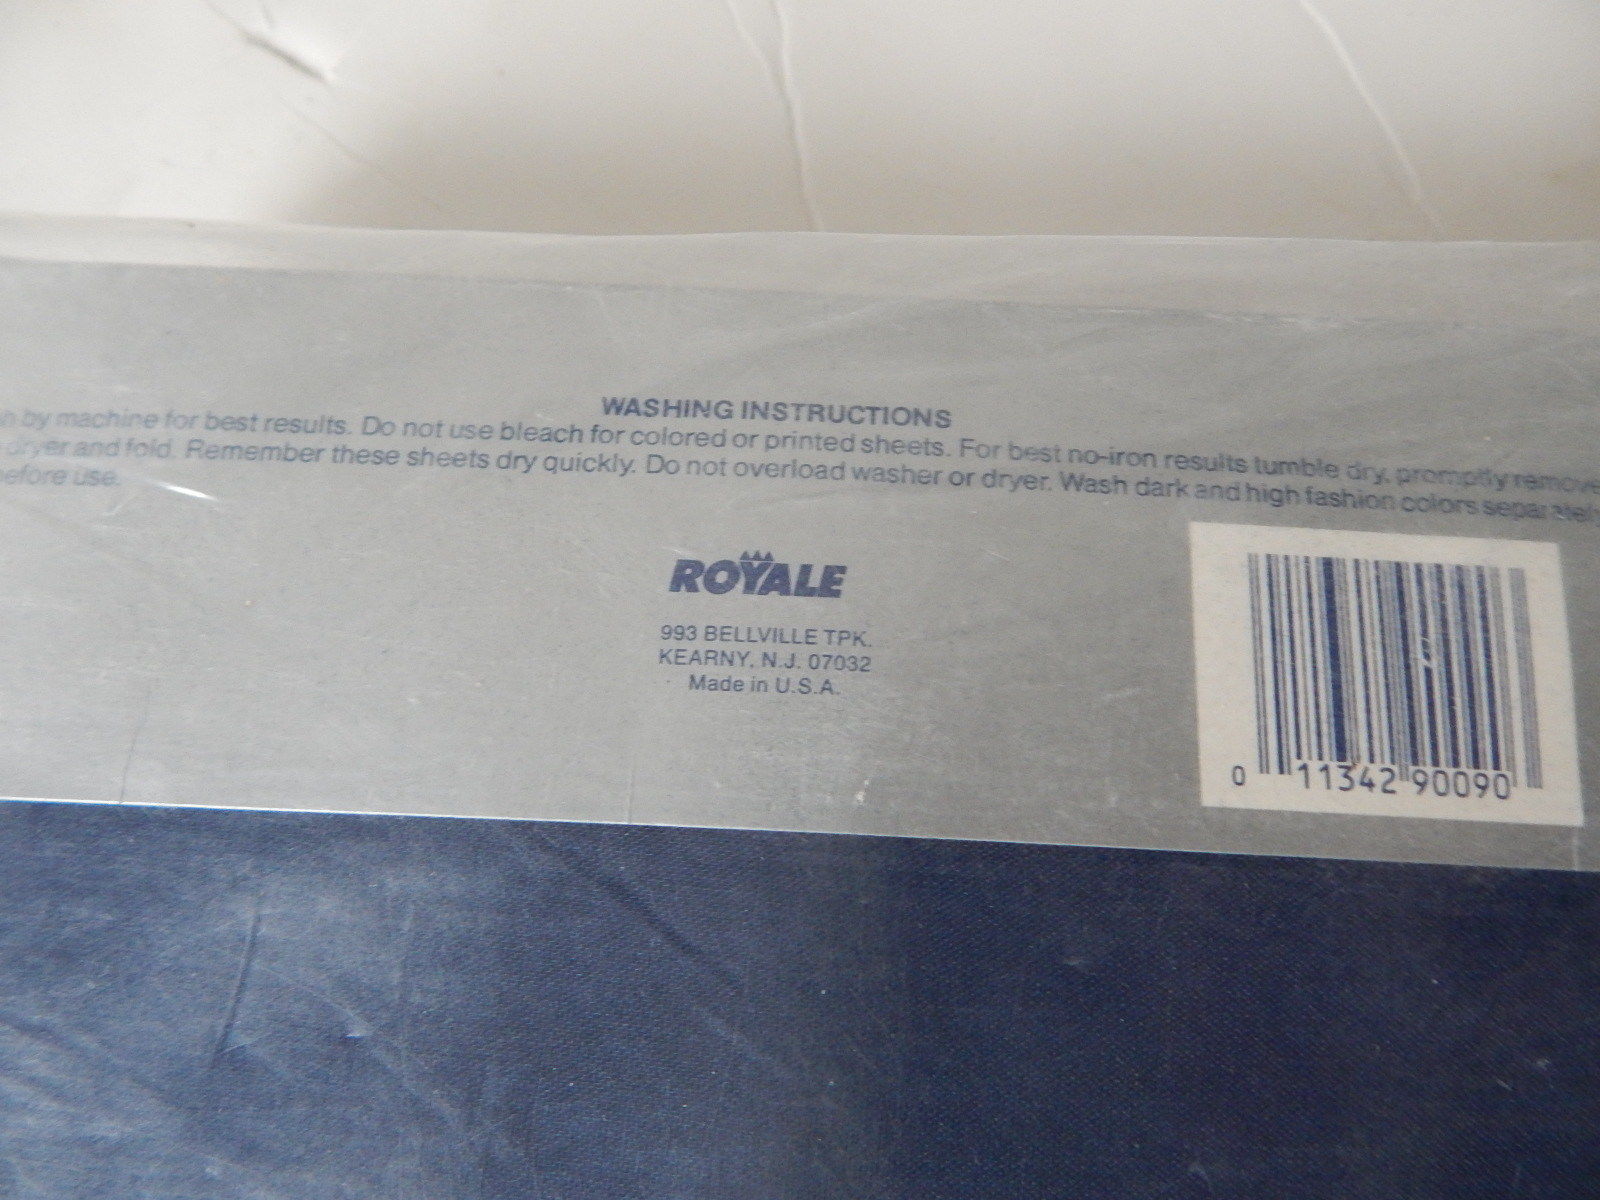 WASHING INSTRUCTIONS
by machine for best results. Do not use bleach for colored or printed sheets. For best no-iron results tumble dry, promptly remove
dryer and fold. Remember these sheets dry quickly. Do not overload washer or dryer. Wash dark and high fashion colors separately
before use.
ROYALE
993 BELLVILLE TPK.
KEARNY, N.J. 07032
Made in U.S.A.
0 11342 90090